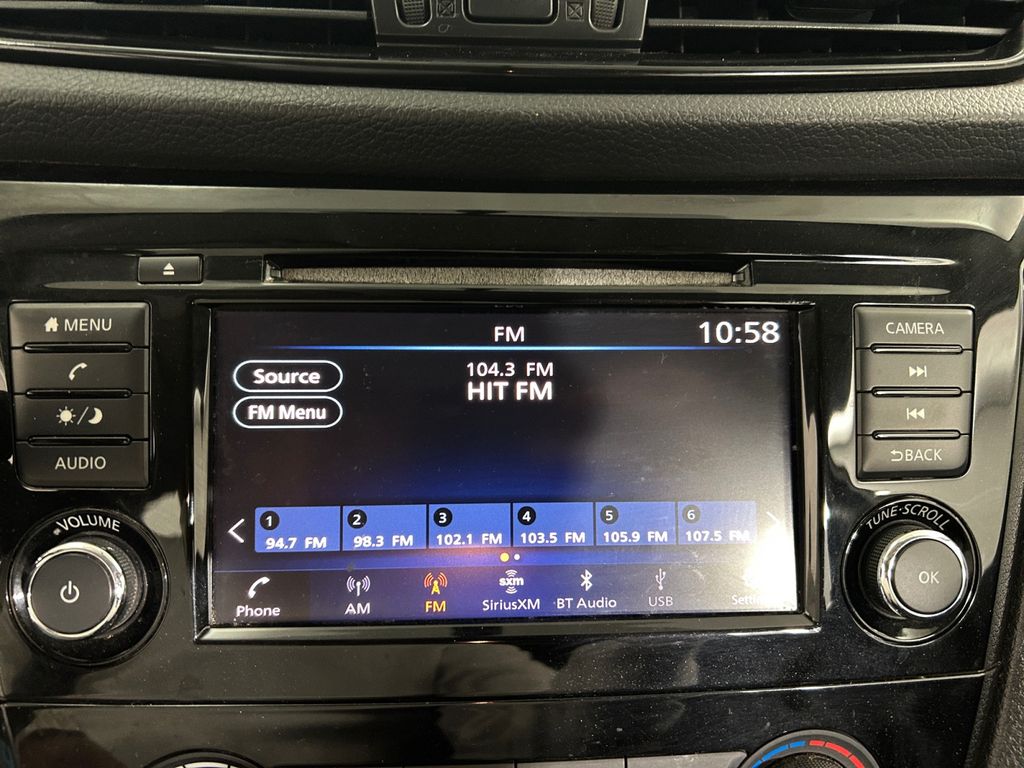 FM
10:58
104.3 FM
HIT FM
Source
FM Menu
1 2 3 4 5 6
94.7 FM 98.3 FM 102.1 FM 103.5 FM 105.9 FM 107.5 FM
sxm
Phone AM FM SiriusXM BT Audio USB
MENU
AUDIO
VOLUME
CAMERA
BACK
TUNE·SCROLL
OK